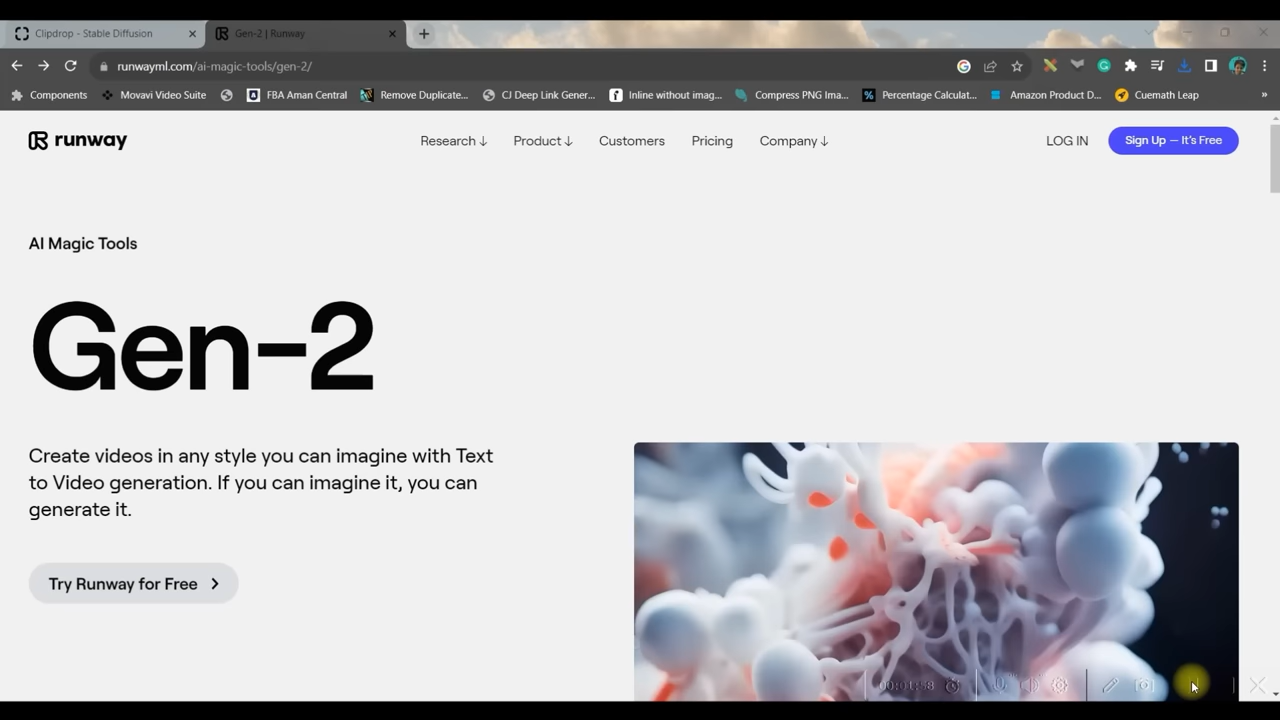 Clipdrop - Stable Diffusion
Gen-2 | Runway
runwayml.com/ai-magic-tools/gen-2/
Components
Movavi Video Suite
FBA Aman Central
Remove Duplicate...
CJ Deep Link Gener...
Inline without imag...
Compress PNG Ima...
Percentage Calculat...
Amazon Product D...
Cuemath Leap
»
runway
Research ↓
Product ↓
Customers
Pricing
Company ↓
LOG IN
Sign Up — It's Free
AI Magic Tools
Gen-2
Create videos in any style you can imagine with Text
to Video generation. If you can imagine it, you can
generate it.
Try Runway for Free >